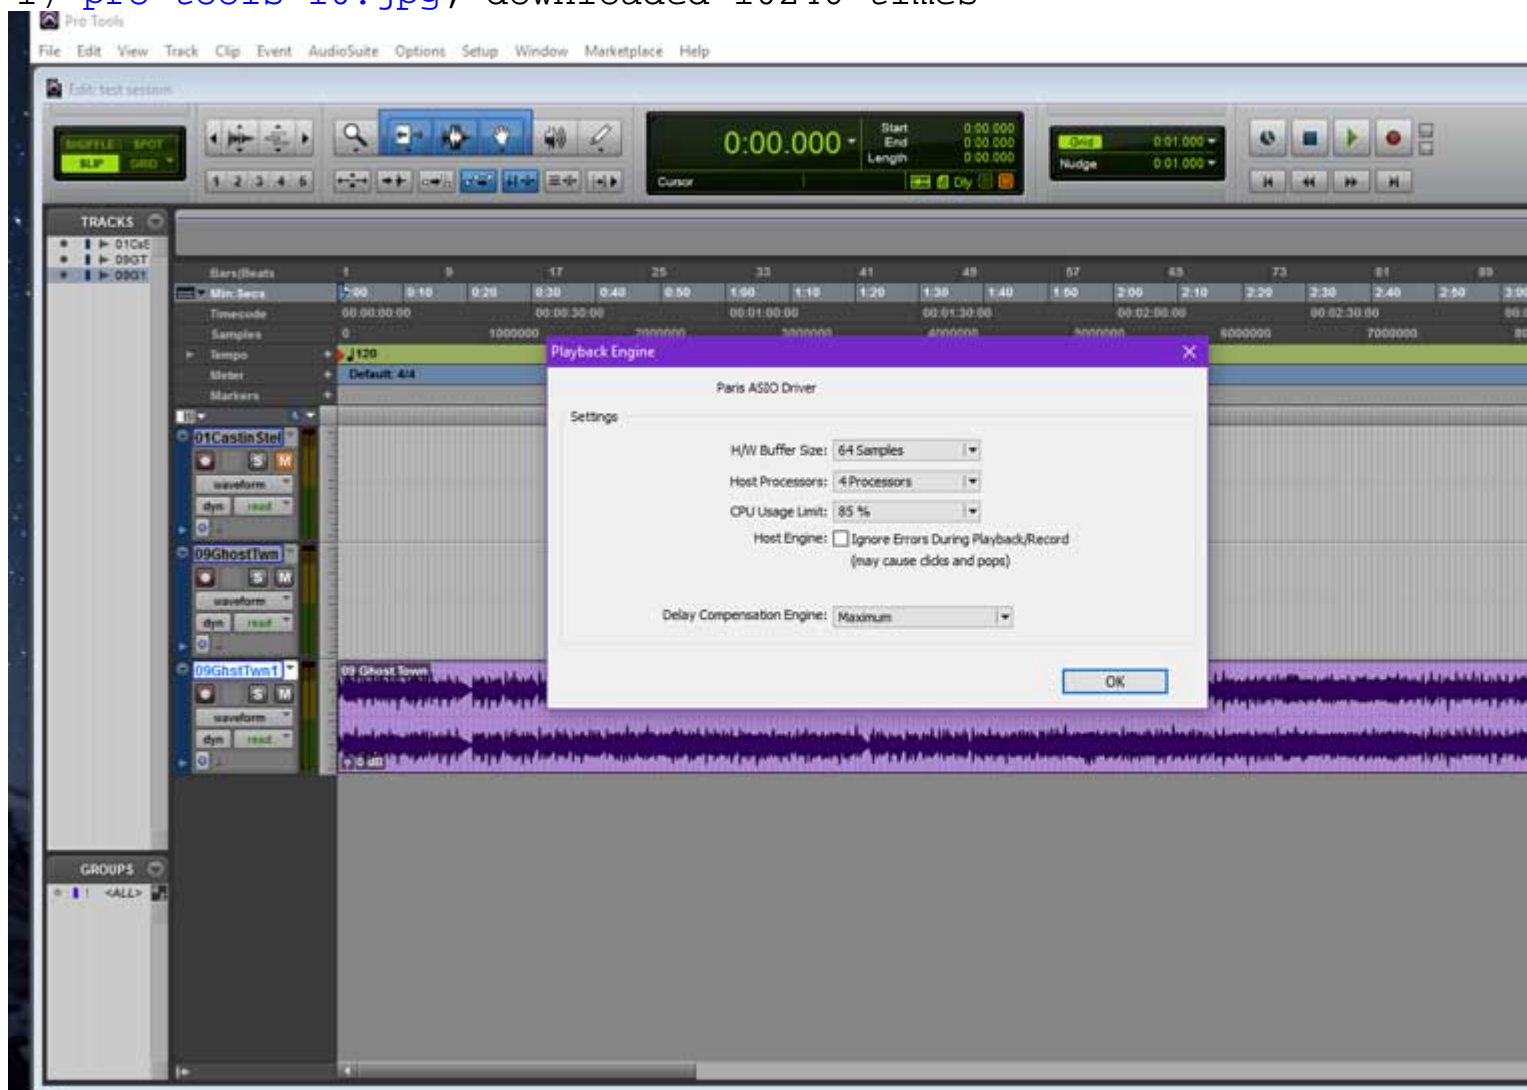 pro tools 10.jpg, downloaded 10240 times
Pro Tools
File Edit View Track Clip Event AudioSuite Options Setup Window Marketplace Help
Edit: test session
SHUFFLE SPOT
SLIP GRID
1 2 3 4 5
0:00.000
Start 0:00.000
End 0:00.000
Length 0:00.000
Cursor
Dly
Grid 0:01.000
Nudge 0:01.000
TRACKS
01CaS
09GT
09GT
Bars|Beats 1 9 17 25 33 41 49 57 65 73 81 89
Min:Secs 0:00 0:10 0:20 0:30 0:40 0:50 1:00 1:10 1:20 1:30 1:40 1:50 2:00 2:10 2:20 2:30 2:40 2:50 3:00
Timecode 00:00:00:00 00:00:30:00 00:01:00:00 00:01:30:00 00:02:00:00 00:02:30:00
Samples 0 1000000 2000000 3000000 4000000 5000000 6000000 7000000
Tempo 120
Meter Default: 4/4
Markers
Playback Engine
Paris ASIO Driver
Settings
H/W Buffer Size: 64 Samples
Host Processors: 4 Processors
CPU Usage Limit: 85 %
Host Engine: Ignore Errors During Playback/Record
(may cause clicks and pops)
Delay Compensation Engine: Maximum
OK
01CastinStel
S M
waveform
dyn read
09GhostTwn
S M
waveform
dyn read
09GhstTwn1
S M
waveform
dyn read
09 Ghost Town
0 dB
GROUPS
! <ALL>